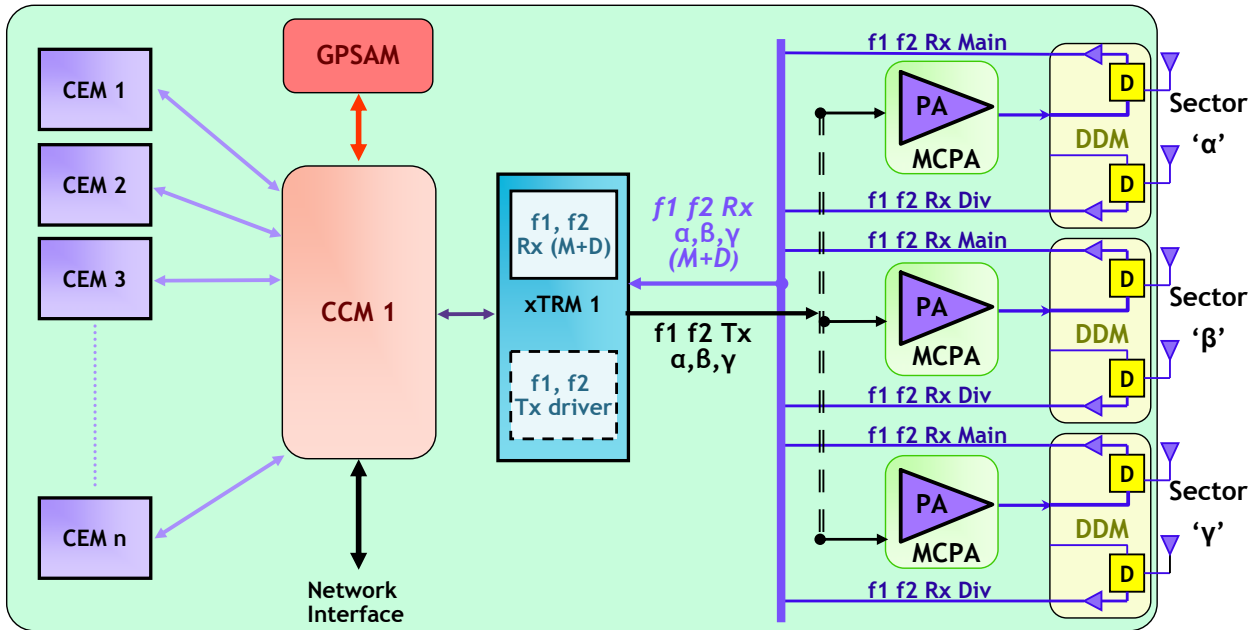 GPSAM
CEM 1
CEM 2
CEM 3
CEM n
CCM 1
Network
Interface
f1, f2
Rx (M+D)
xTRM 1
f1, f2
Tx driver
f1 f2 Rx
α,β,γ
(M+D)
f1 f2 Tx
α,β,γ
f1 f2 Rx Main
PA
MCPA
D
DDM
D
f1 f2 Rx Div
Sector
‘α’
f1 f2 Rx Main
PA
MCPA
D
DDM
D
f1 f2 Rx Div
Sector
‘β’
f1 f2 Rx Main
PA
MCPA
D
DDM
D
f1 f2 Rx Div
Sector
‘γ’